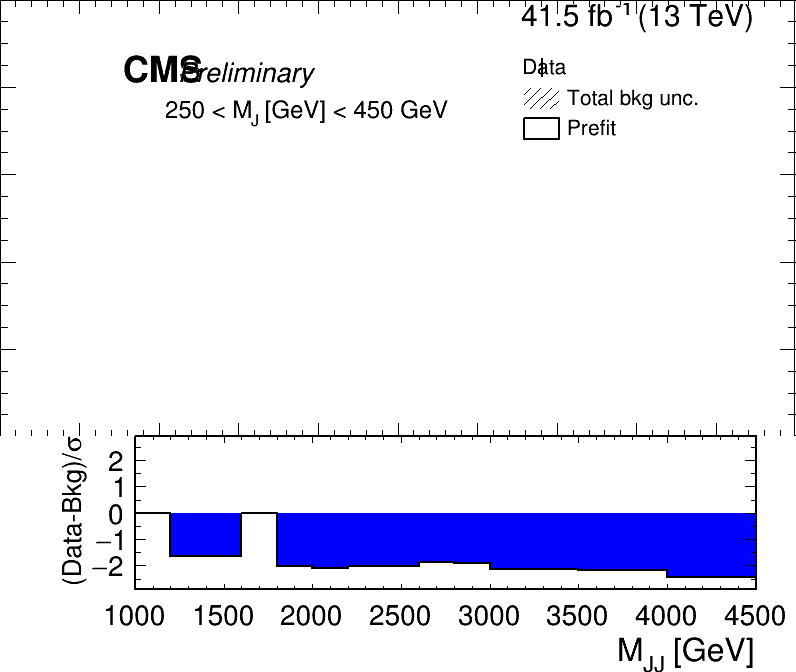 41.5 fb⁻¹ (13 TeV)
CMS Preliminary
Data
250 < M_J [GeV] < 450 GeV
Total bkg unc.
Prefit
(Data-Bkg)/σ
2
1
0
−1
−2
1000 1500 2000 2500 3000 3500 4000 4500
M_JJ [GeV]